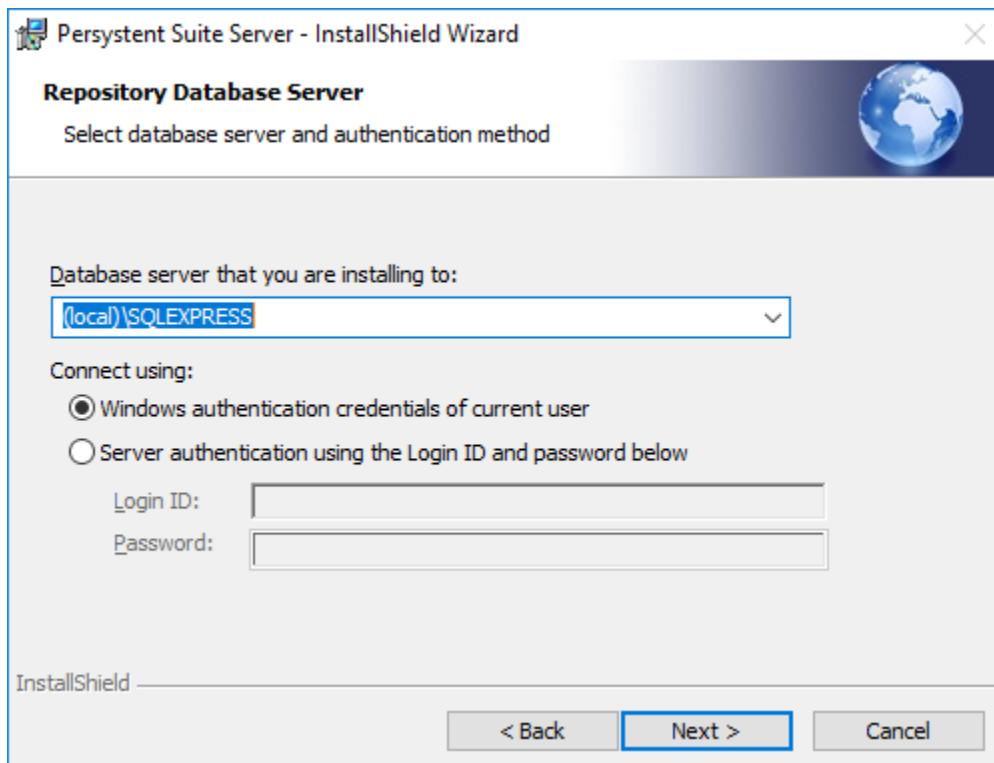 Persystent Suite Server - InstallShield Wizard
Repository Database Server
Select database server and authentication method
Database server that you are installing to:
(local)\SQLEXPRESS
Connect using:
Windows authentication credentials of current user
Server authentication using the Login ID and password below
Login ID:
Password:
InstallShield
< Back Next > Cancel